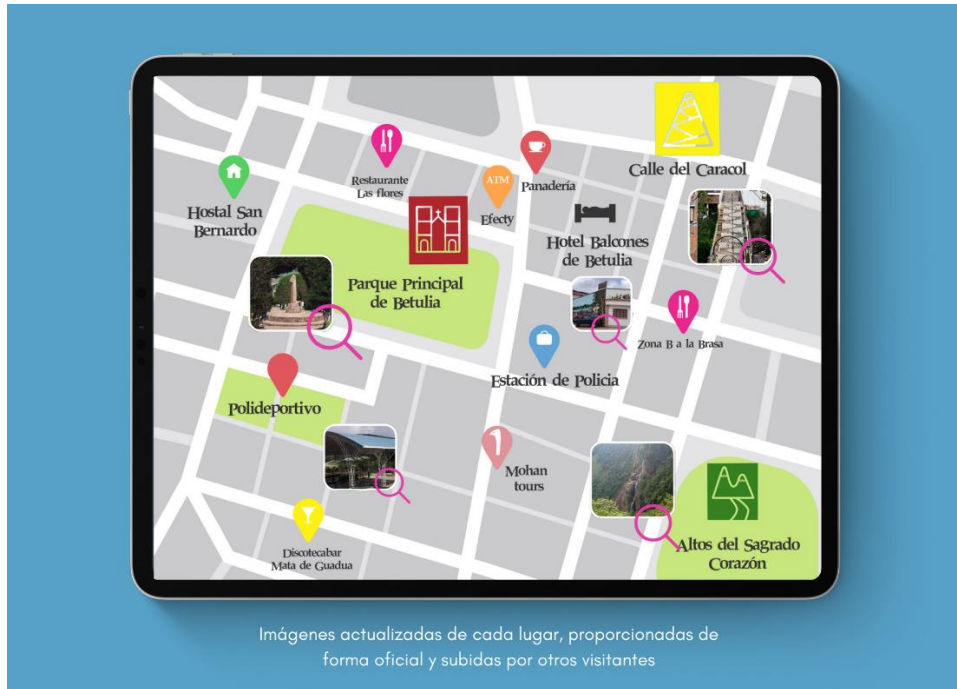 Calle del Caracol
Restaurante
Las flores
ATM
Panadería
Efecty
Hostal San
Bernardo
Hotel Balcones
de Betulia
Parque Principal
de Betulia
Zona B a la Brasa
Estación de Policia
Polideportivo
Mohan
tours
Discotecabar
Mata de Guadua
Altos del Sagrado
Corazón
Imágenes actualizadas de cada lugar, proporcionadas de
forma oficial y subidas por otros visitantes